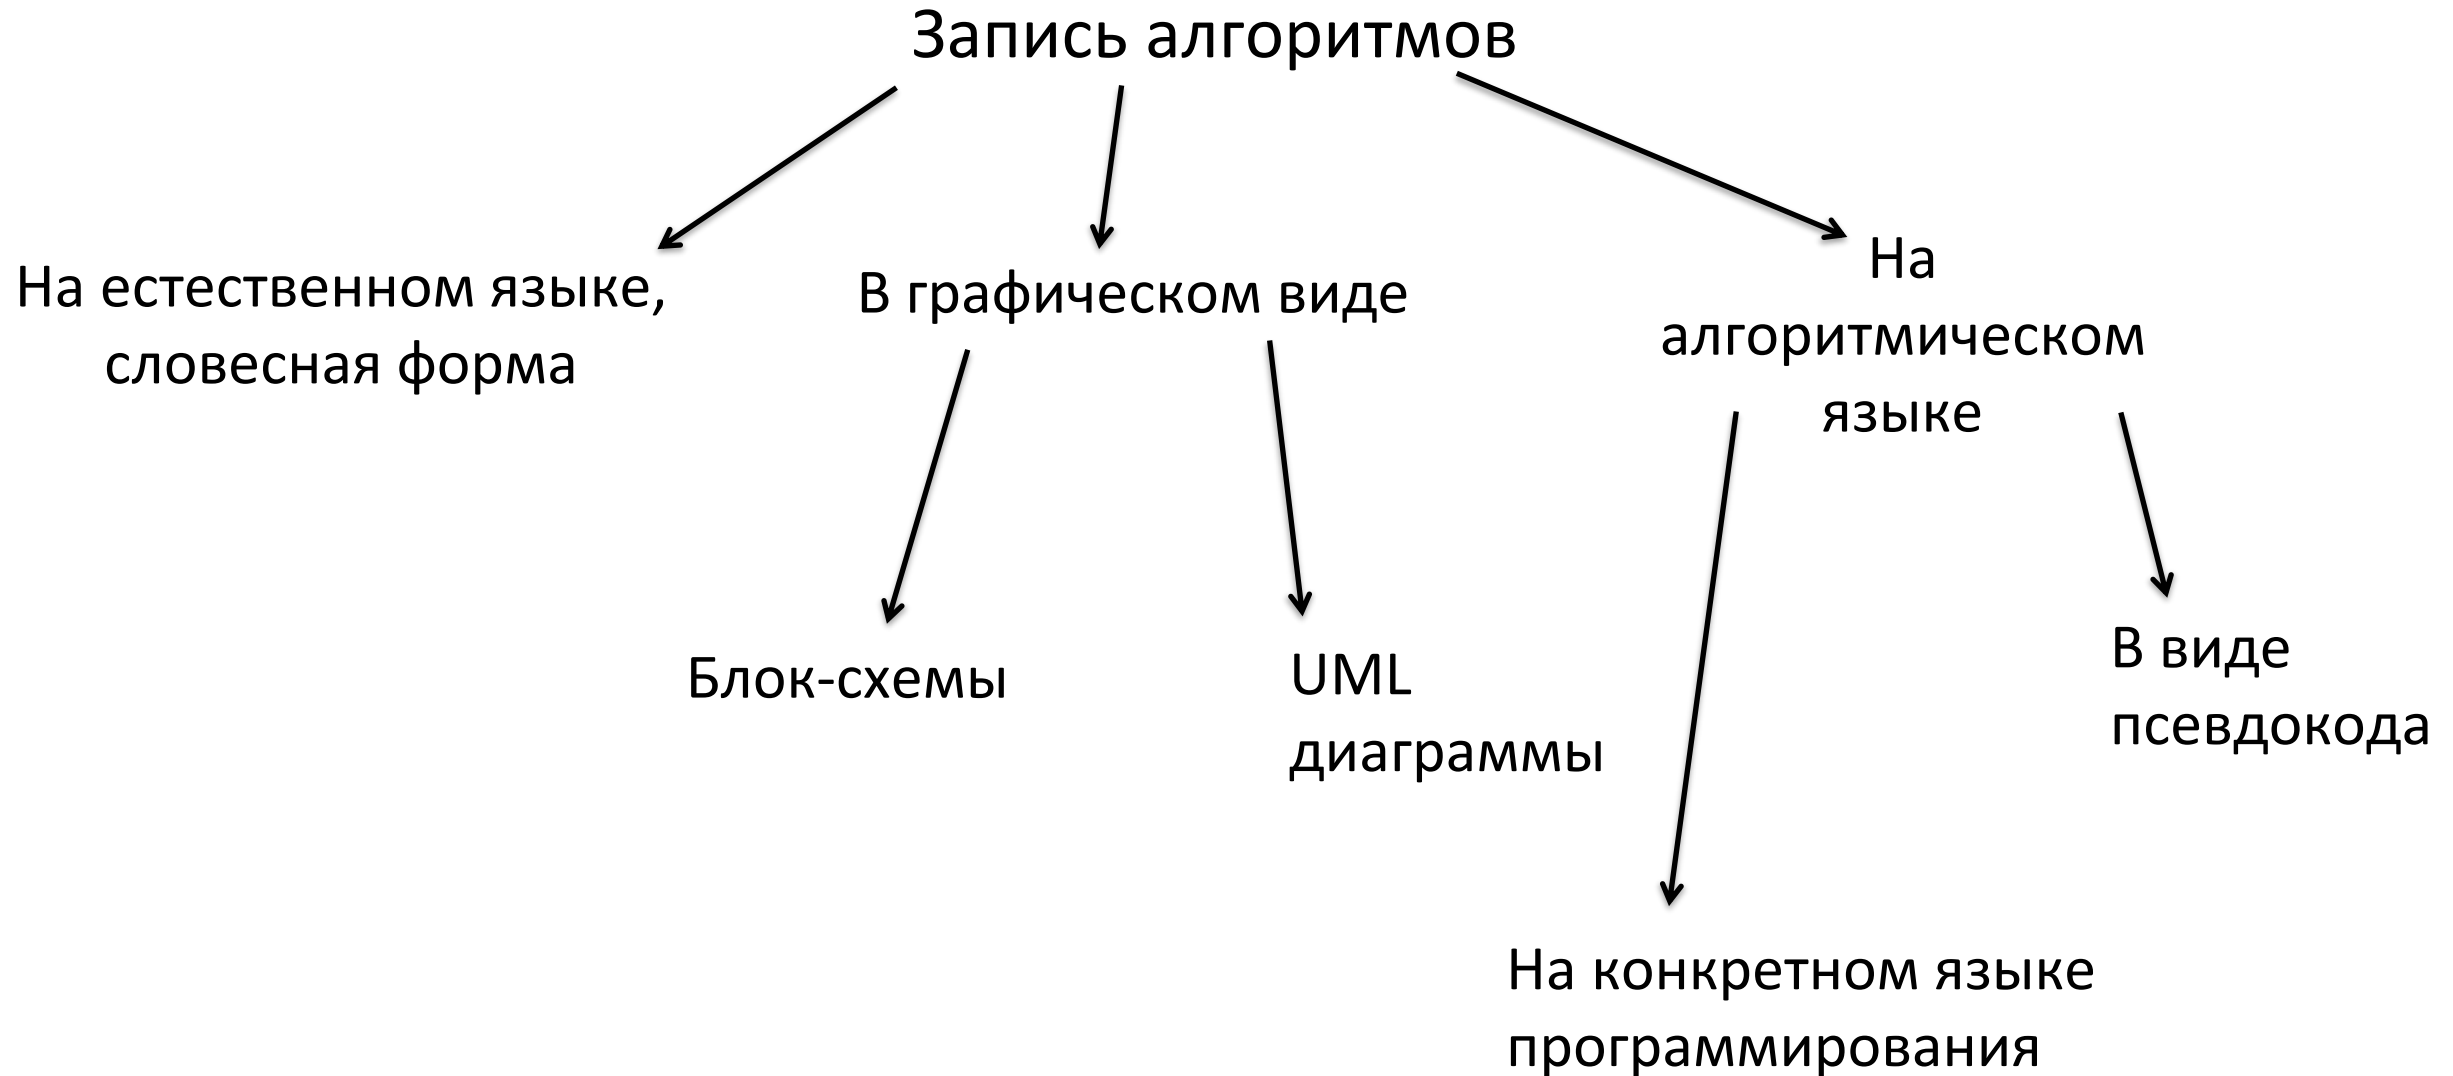 Запись алгоритмов
На естественном языке,
словесная форма
В графическом виде
На
алгоритмическом
языке
Блок-схемы
UML
диаграммы
В виде
псевдокода
На конкретном языке
программирования